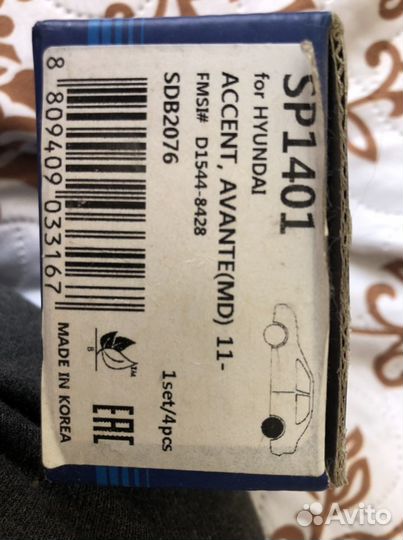 SP1401
for HYUNDAI
ACCENT, AVANTE(MD) 11-
FMSI# D1544-8428
SDB2076
1set/4pcs
8 809409 033167
B
TM
EAC
MADE IN KOREA
Avito